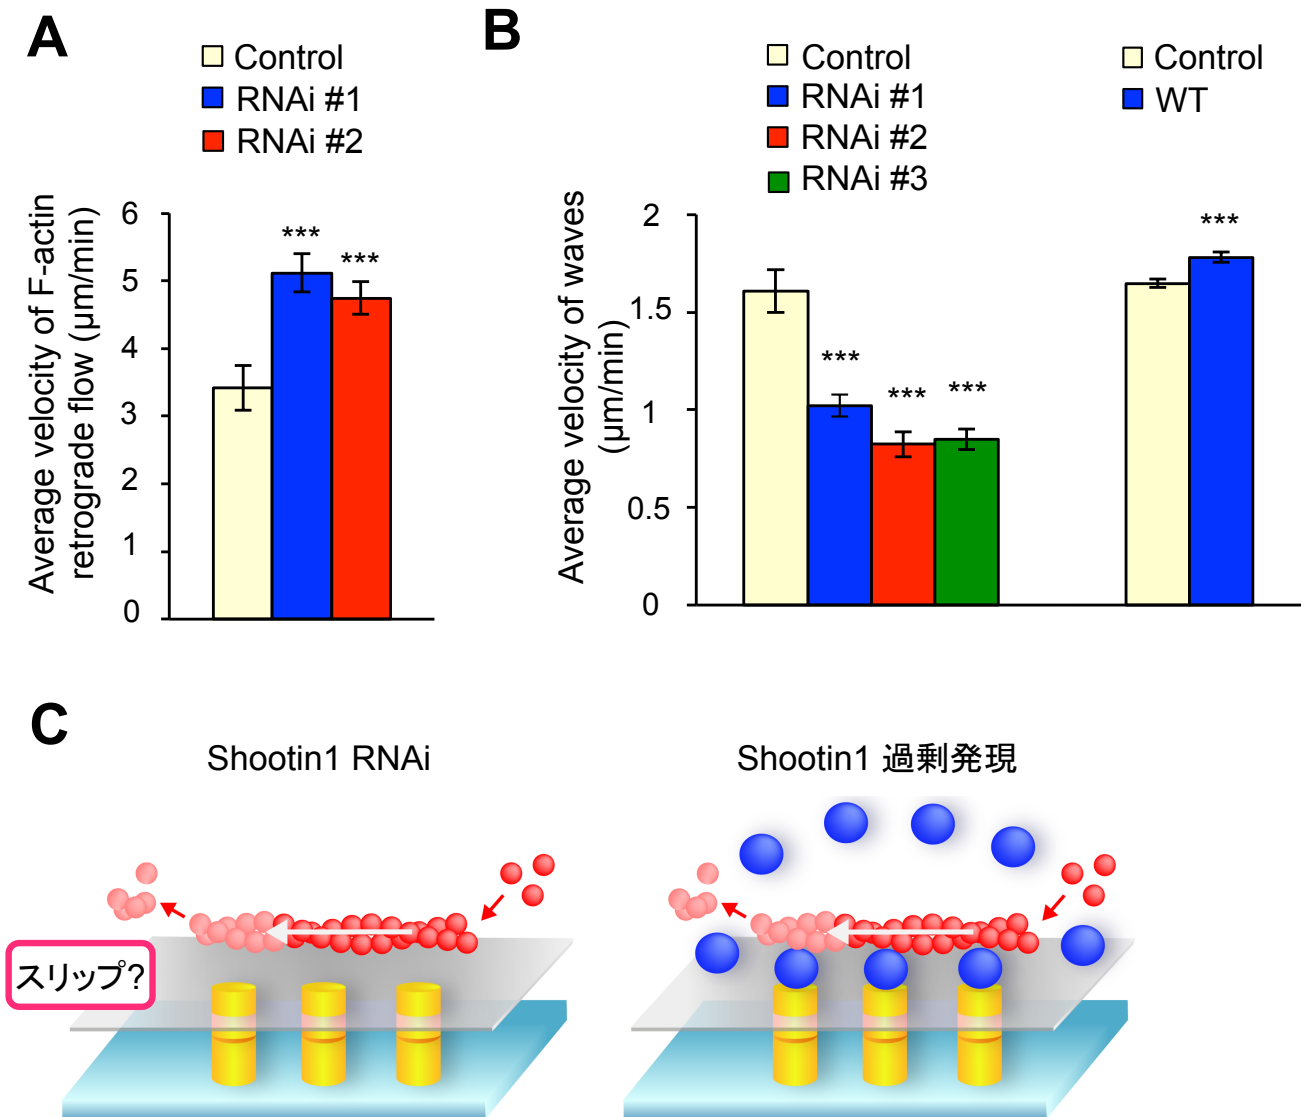 A
Control
RNAi #1
RNAi #2
Average velocity of F-actin
retrograde flow (μm/min)
6
5
4
3
2
1
0
***
***
B
Control
RNAi #1
RNAi #2
RNAi #3
Control
WT
Average velocity of waves
(μm/min)
2
1.5
1
0.5
0
***
***
***
***
C
Shootin1 RNAi
Shootin1 過剰発現
スリップ?